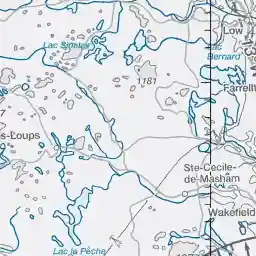 Low
Lac Sinclair
Lac
Bernard
1181
Farrell
s-Loups
Ste-Cécile-
de-Masham
Wakefield
Lac la Pêche